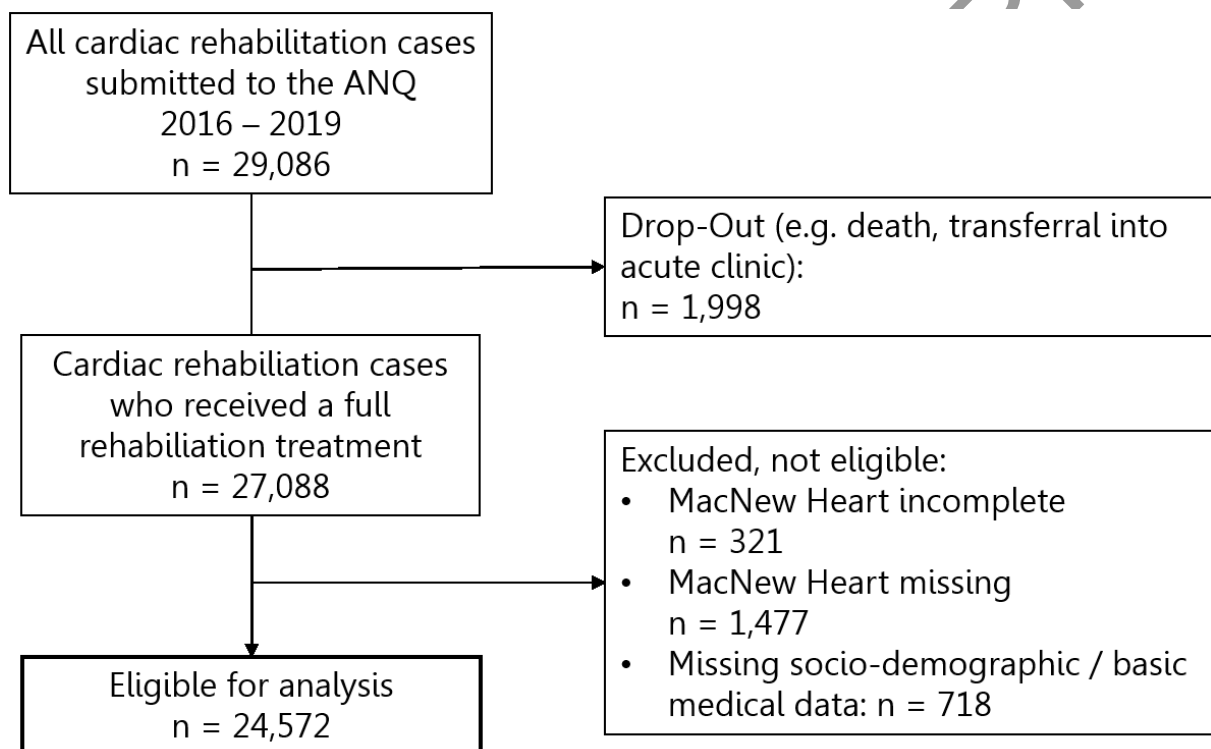 All cardiac rehabilitation cases
submitted to the ANQ
2016 – 2019
n = 29,086
Drop-Out (e.g. death, transferral into
acute clinic):
n = 1,998
Cardiac rehabiliation cases
who received a full
rehabiliation treatment
n = 27,088
Excluded, not eligible:
• MacNew Heart incomplete
n = 321
• MacNew Heart missing
n = 1,477
• Missing socio-demographic / basic
medical data: n = 718
Eligible for analysis
n = 24,572